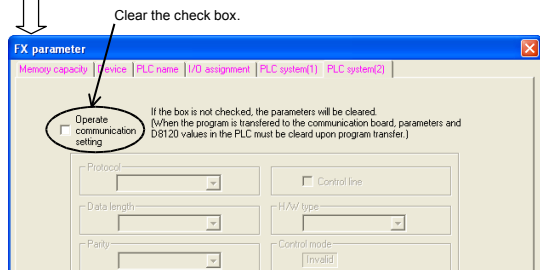 Clear the check box.
FX parameter
Memory capacity | Device | PLC name | I/O assignment | PLC system(1) | PLC system(2)
Operate
communication
setting
If the box is not checked, the parameters will be cleared.
(When the program is transfered to the communication board, parameters and
D8120 values in the PLC must be cleard upon program transfer.)
Protocol
Control line
Data length
H/W type
Parity
Control mode
Invalid